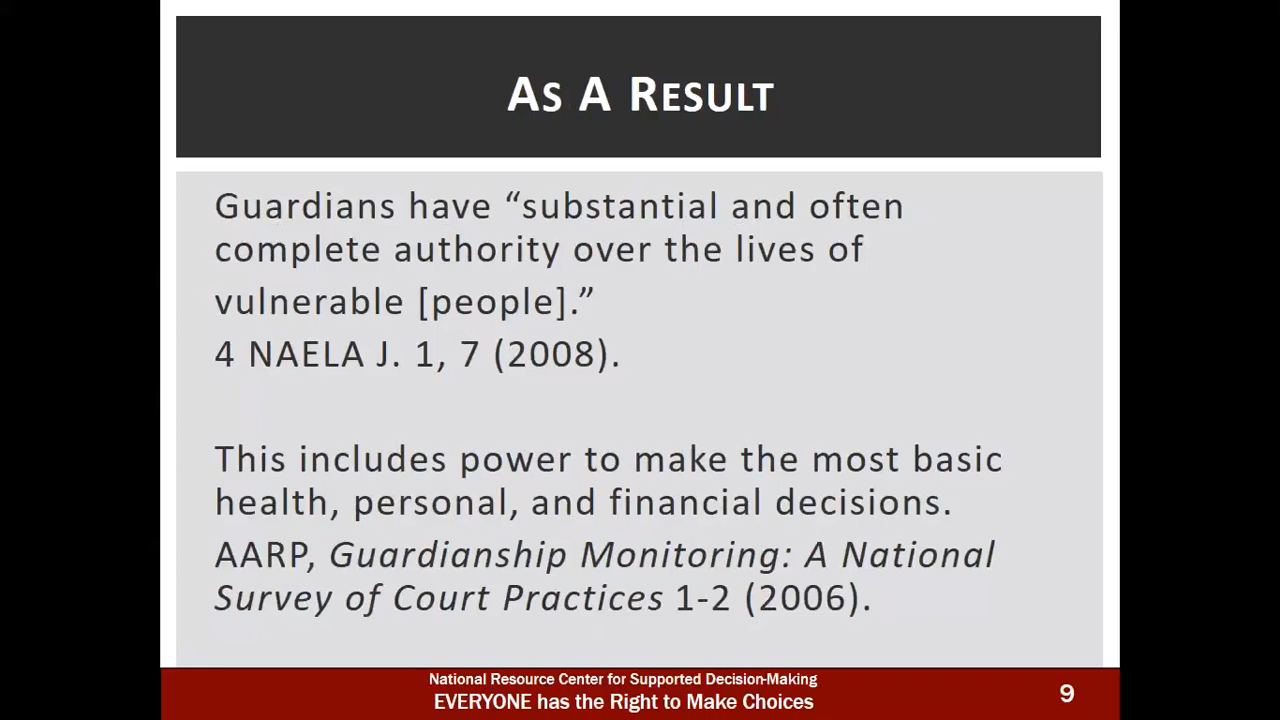 AS A RESULT
Guardians have “substantial and often
complete authority over the lives of
vulnerable [people].”
4 NAELA J. 1, 7 (2008).
This includes power to make the most basic
health, personal, and financial decisions.
AARP, Guardianship Monitoring: A National
Survey of Court Practices 1-2 (2006).
National Resource Center for Supported Decision-Making
EVERYONE has the Right to Make Choices
9